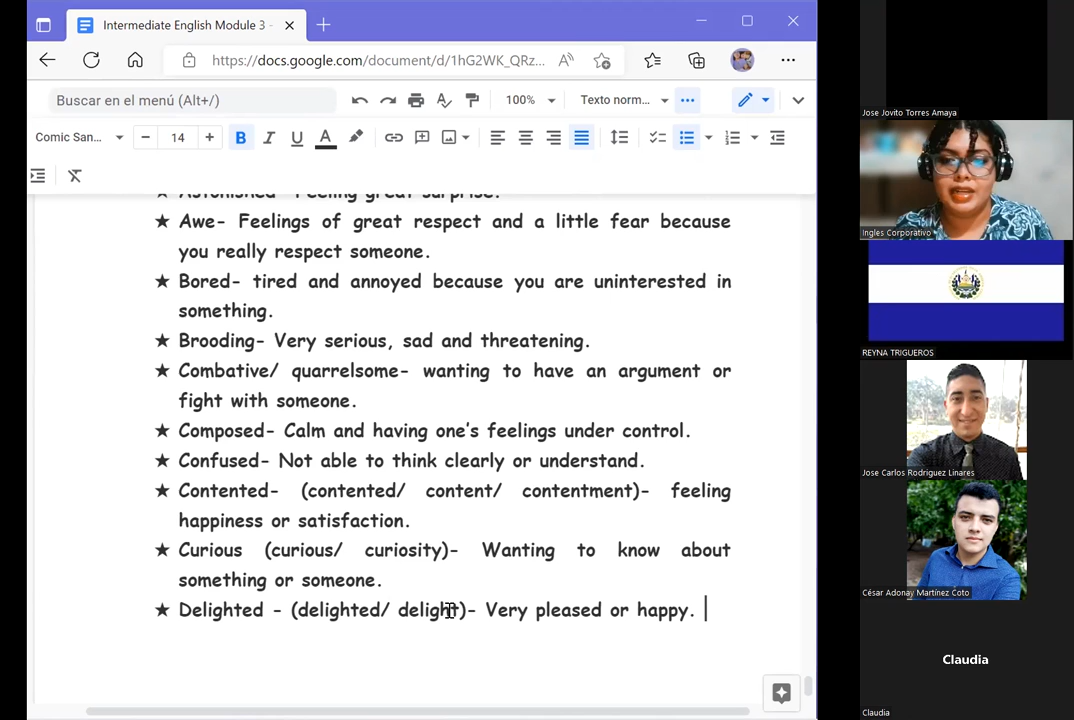 Intermediate English Module 3 -
https://docs.google.com/document/d/1hG2WK_QRz...
Buscar en el menú (Alt+/)
100%
Texto norm...
Comic San...
14
Astonished- Feeling great surprise.
★ Awe- Feelings of great respect and a little fear because
you really respect someone.
★ Bored- tired and annoyed because you are uninterested in
something.
★ Brooding- Very serious, sad and threatening.
★ Combative/ quarrelsome- wanting to have an argument or
fight with someone.
★ Composed- Calm and having one's feelings under control.
★ Confused- Not able to think clearly or understand.
★ Contented- (contented/ content/ contentment)- feeling
happiness or satisfaction.
★ Curious (curious/ curiosity)- Wanting to know about
something or someone.
★ Delighted - (delighted/ delight)- Very pleased or happy.
Jose Jovito Torres Amaya
Ingles Corporativo
REYNA TRIGUEROS
Jose Carlos Rodriguez Linares
César Adonay Martínez Coto
Claudia
Claudia